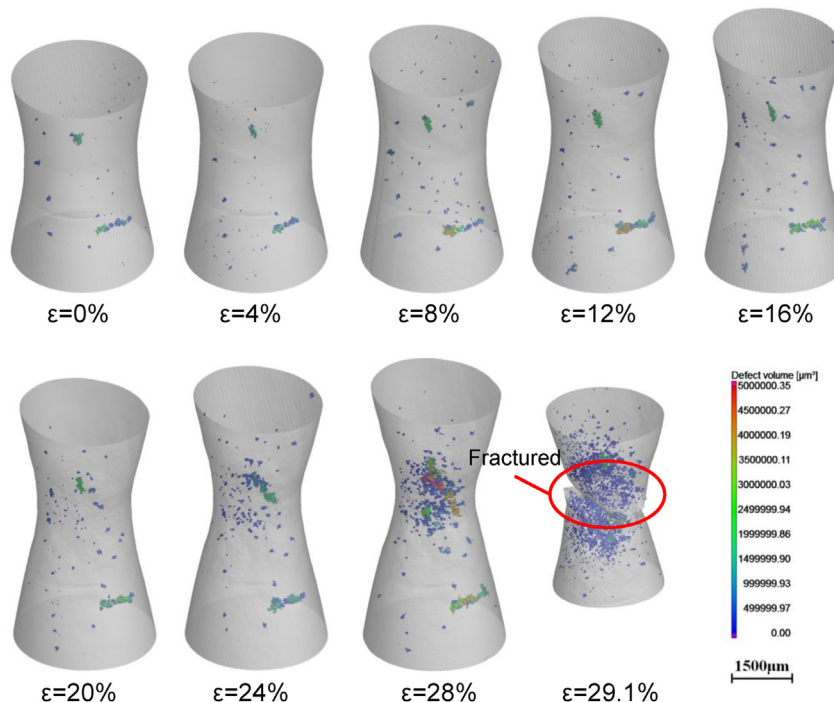 ε=0%
ε=4%
ε=8%
ε=12%
ε=16%
Fractured
Defect volume [µm³]
5000000.35
4500000.27
4000000.19
3500000.11
3000000.03
2499999.94
1999999.86
1499999.90
999999.93
499999.97
0.00
1500µm
ε=20%
ε=24%
ε=28%
ε=29.1%